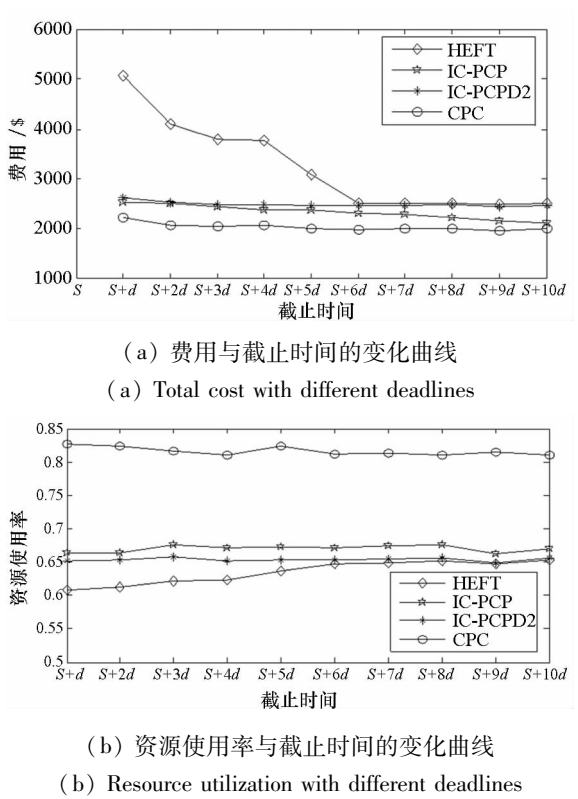 6000
5000
4000
3000
2000
1000
费用 /$
HEFT
IC-PCP
IC-PCPD2
CPC
S S+d S+2d S+3d S+4d S+5d S+6d S+7d S+8d S+9d S+10d
截止时间
(a) 费用与截止时间的变化曲线
(a) Total cost with different deadlines
0.85
0.8
0.75
0.7
0.65
0.6
0.55
0.5
资源使用率
HEFT
IC-PCP
IC-PCPD2
CPC
S+d S+2d S+3d S+4d S+5d S+6d S+7d S+8d S+9d S+10d
截止时间
(b) 资源使用率与截止时间的变化曲线
(b) Resource utilization with different deadlines